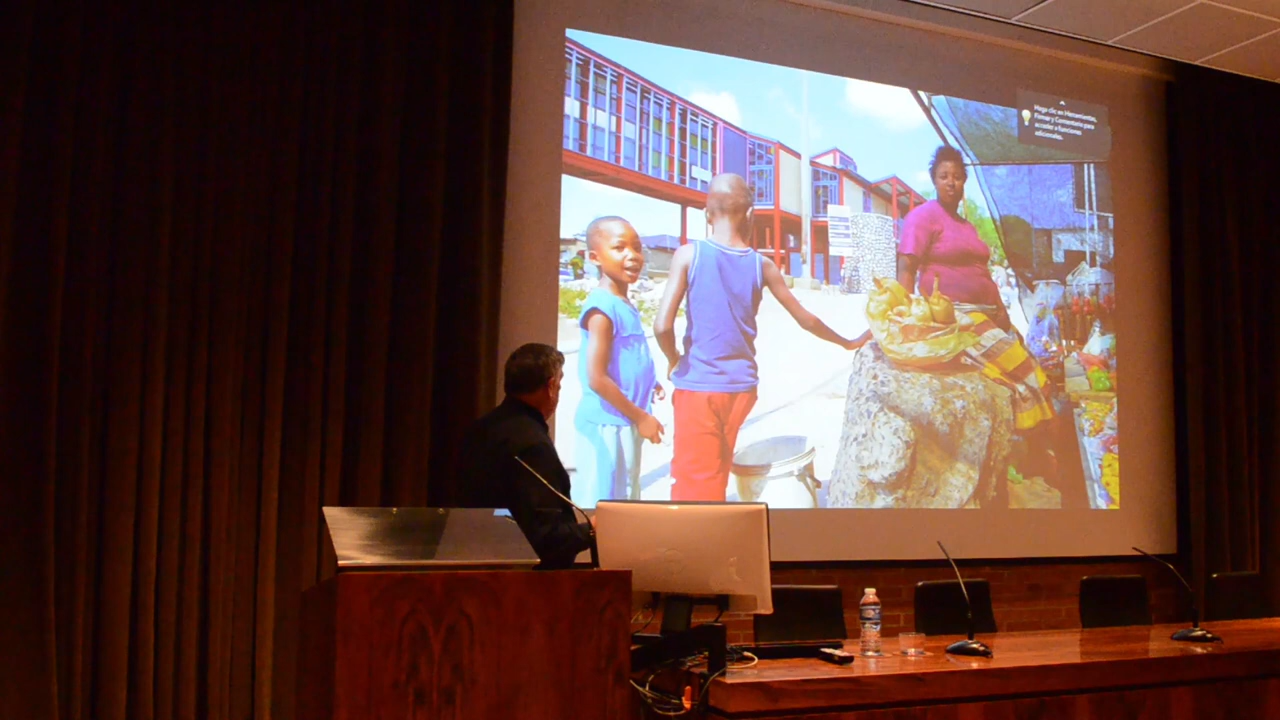 Haga clic en Herramientas,
Firmar y Comentario para
acceder a funciones
adicionales.